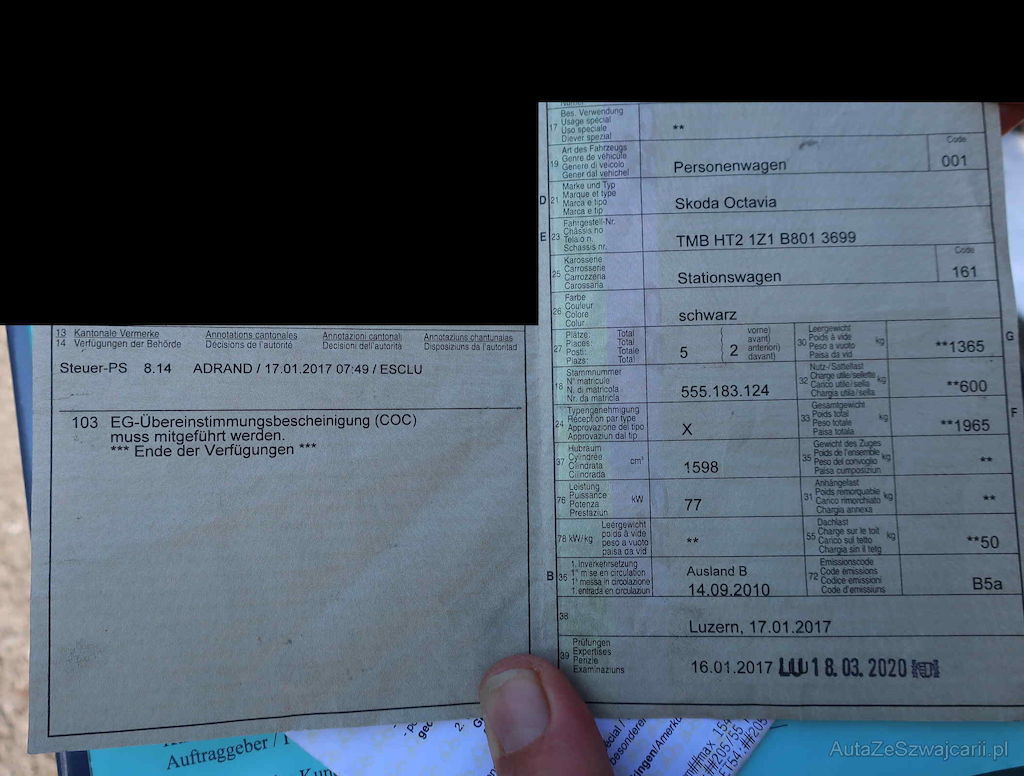 13 Kantonale Vermerke Annotations cantonales Annotazioni cantonali Annotaziuns chantunalas
14 Verfügungen der Behörde Décisions de l'autorité Decisioni dell'autorità Disposiziuns da l'autoritad
Steuer-PS 8.14 ADRAND / 17.01.2017 07:49 / ESCLU
103 EG-Übereinstimmungsbescheinigung (COC)
muss mitgeführt werden.
*** Ende der Verfügungen ***
17 Bes. Verwendung
Usage spécial
Uso speciale
Diever spezial
**
19 Art des Fahrzeugs
Genre de véhicule
Genere di veicolo
Gener dal vehichel
Personenwagen
Code
001
D 21 Marke und Typ
Marque et type
Marca e tipo
Marca e tip
Skoda Octavia
E 23 Fahrgestell-Nr.
Châssis no
Telaio n.
Schassis nr.
TMB HT2 1Z1 B801 3699
25 Karosserie
Carrosserie
Carrozzeria
Carossaria
Stationswagen
Code
161
26 Farbe
Couleur
Colore
Colur
schwarz
27 Plätze: Total
Places: Total
Posti: Totale
Plazs: Total
5 2 vorne)
avant)
anteriori)
davant)
30 Leergewicht
Poids à vide
Peso a vuoto
Paisa da vid
kg
**1365
G
18 Stammnummer
N° matricule
N. di matricola
Nr. da matricla
555.183.124
32 Nutz-/Sattellast
Charge utile/sellette
Carico utile/sella
Chargia utila/sella
kg
**600
24 Typengenehmigung
Réception par type
Approvazione del tipo
Approvaziun dal tip
X
33 Gesamtgewicht
Poids total
Peso totale
Paisa totala
kg
**1965
F
37 Hubraum
Cylindrée
Cilindrata
Cilindrada
cm³
1598
35 Gewicht des Zuges
Poids de l'ensemble
Peso del convoglio
Paisa cumposiziun
kg
**
76 Leistung
Puissance
Potenza
Prestaziun
kW
77
31 Anhängelast
Poids remorquable
Carico rimorchiato
Chargia annexa
kg
**
78 kW/kg Leergewicht
poids à vide
peso a vuoto
paisa da vid
**
55 Dachlast
Charge sur le toit
Carico sul tetto
Chargia sin il tetg
kg
**50
B 36 1. Inverkehrsetzung
1re mise en circulation
1a messa in circolazione
1. entrada en circulaziun
Ausland B
14.09.2010
72 Emissionscode
Code émissions
Codice emissioni
Code d'emissiuns
B5a
38
Luzern, 17.01.2017
39 Prüfungen
Expertises
Perizie
Examinaziuns
16.01.2017 LU 18. 03. 2020
Auftraggeber /
AutaZeSzwajcarii.pl